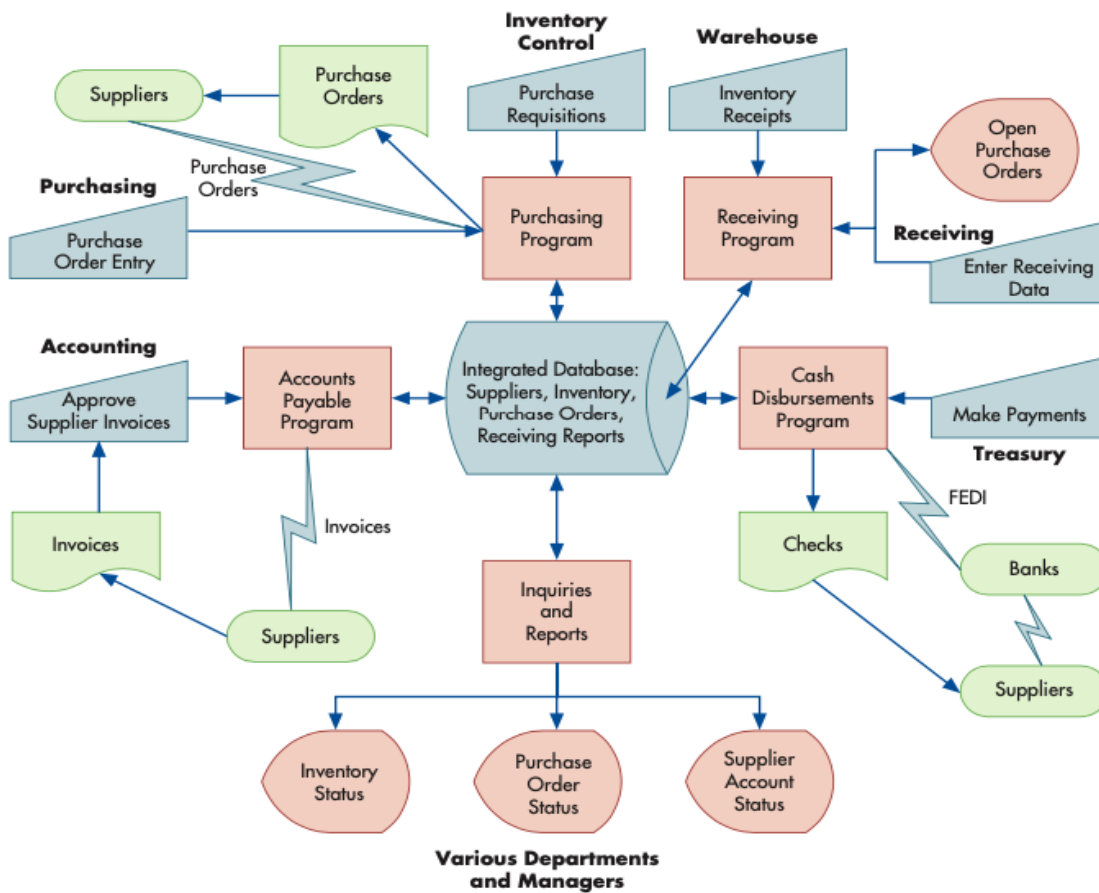 Inventory
Control
Warehouse
Suppliers
Purchase
Orders
Purchase
Requisitions
Inventory
Receipts
Open
Purchase
Orders
Purchase
Orders
Purchasing
Purchase
Order Entry
Purchasing
Program
Receiving
Program
Receiving
Enter Receiving
Data
Accounting
Approve
Supplier Invoices
Accounts
Payable
Program
Integrated Database:
Suppliers, Inventory,
Purchase Orders,
Receiving Reports
Cash
Disbursements
Program
Make Payments
Treasury
Invoices
Invoices
Suppliers
Inquiries
and
Reports
Checks
FEDI
Banks
Suppliers
Inventory
Status
Purchase
Order
Status
Supplier
Account
Status
Various Departments
and Managers